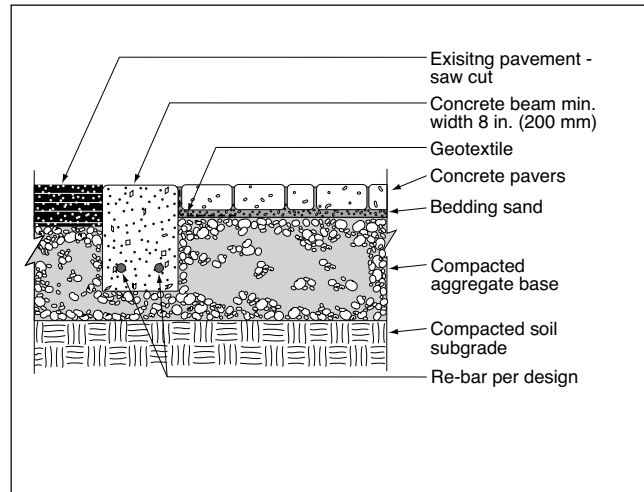 Exisitng pavement -
saw cut
Concrete beam min.
width 8 in. (200 mm)
Geotextile
Concrete pavers
Bedding sand
Compacted
aggregate base
Compacted soil
subgrade
Re-bar per design